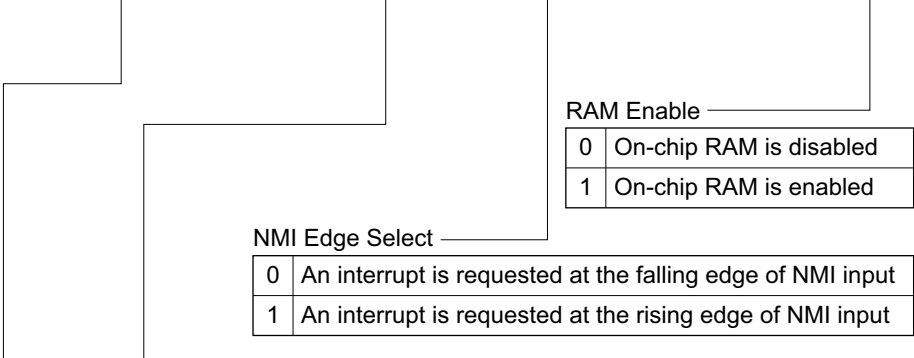 RAM Enable
0 On-chip RAM is disabled
1 On-chip RAM is enabled
NMI Edge Select
0 An interrupt is requested at the falling edge of NMI input
1 An interrupt is requested at the rising edge of NMI input